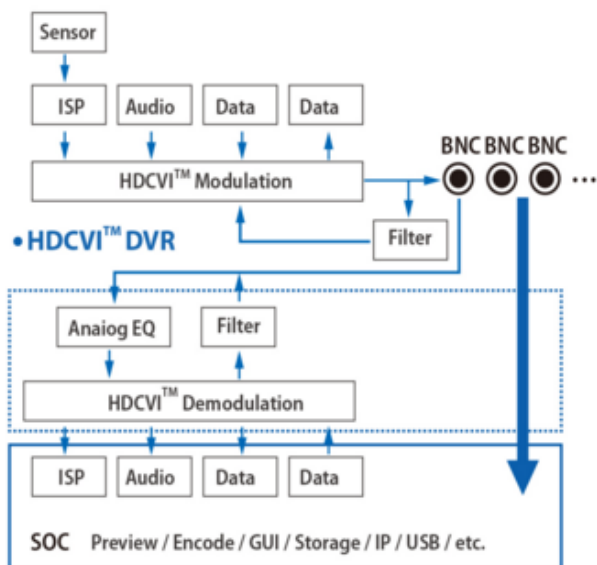 Sensor
ISP Audio Data Data
BNC BNC BNC
HDCVI™ Modulation
...
Filter
• HDCVI™ DVR
Anaiog EQ Filter
HDCVI™ Demodulation
ISP Audio Data Data
SOC Preview / Encode / GUI / Storage / IP / USB / etc.